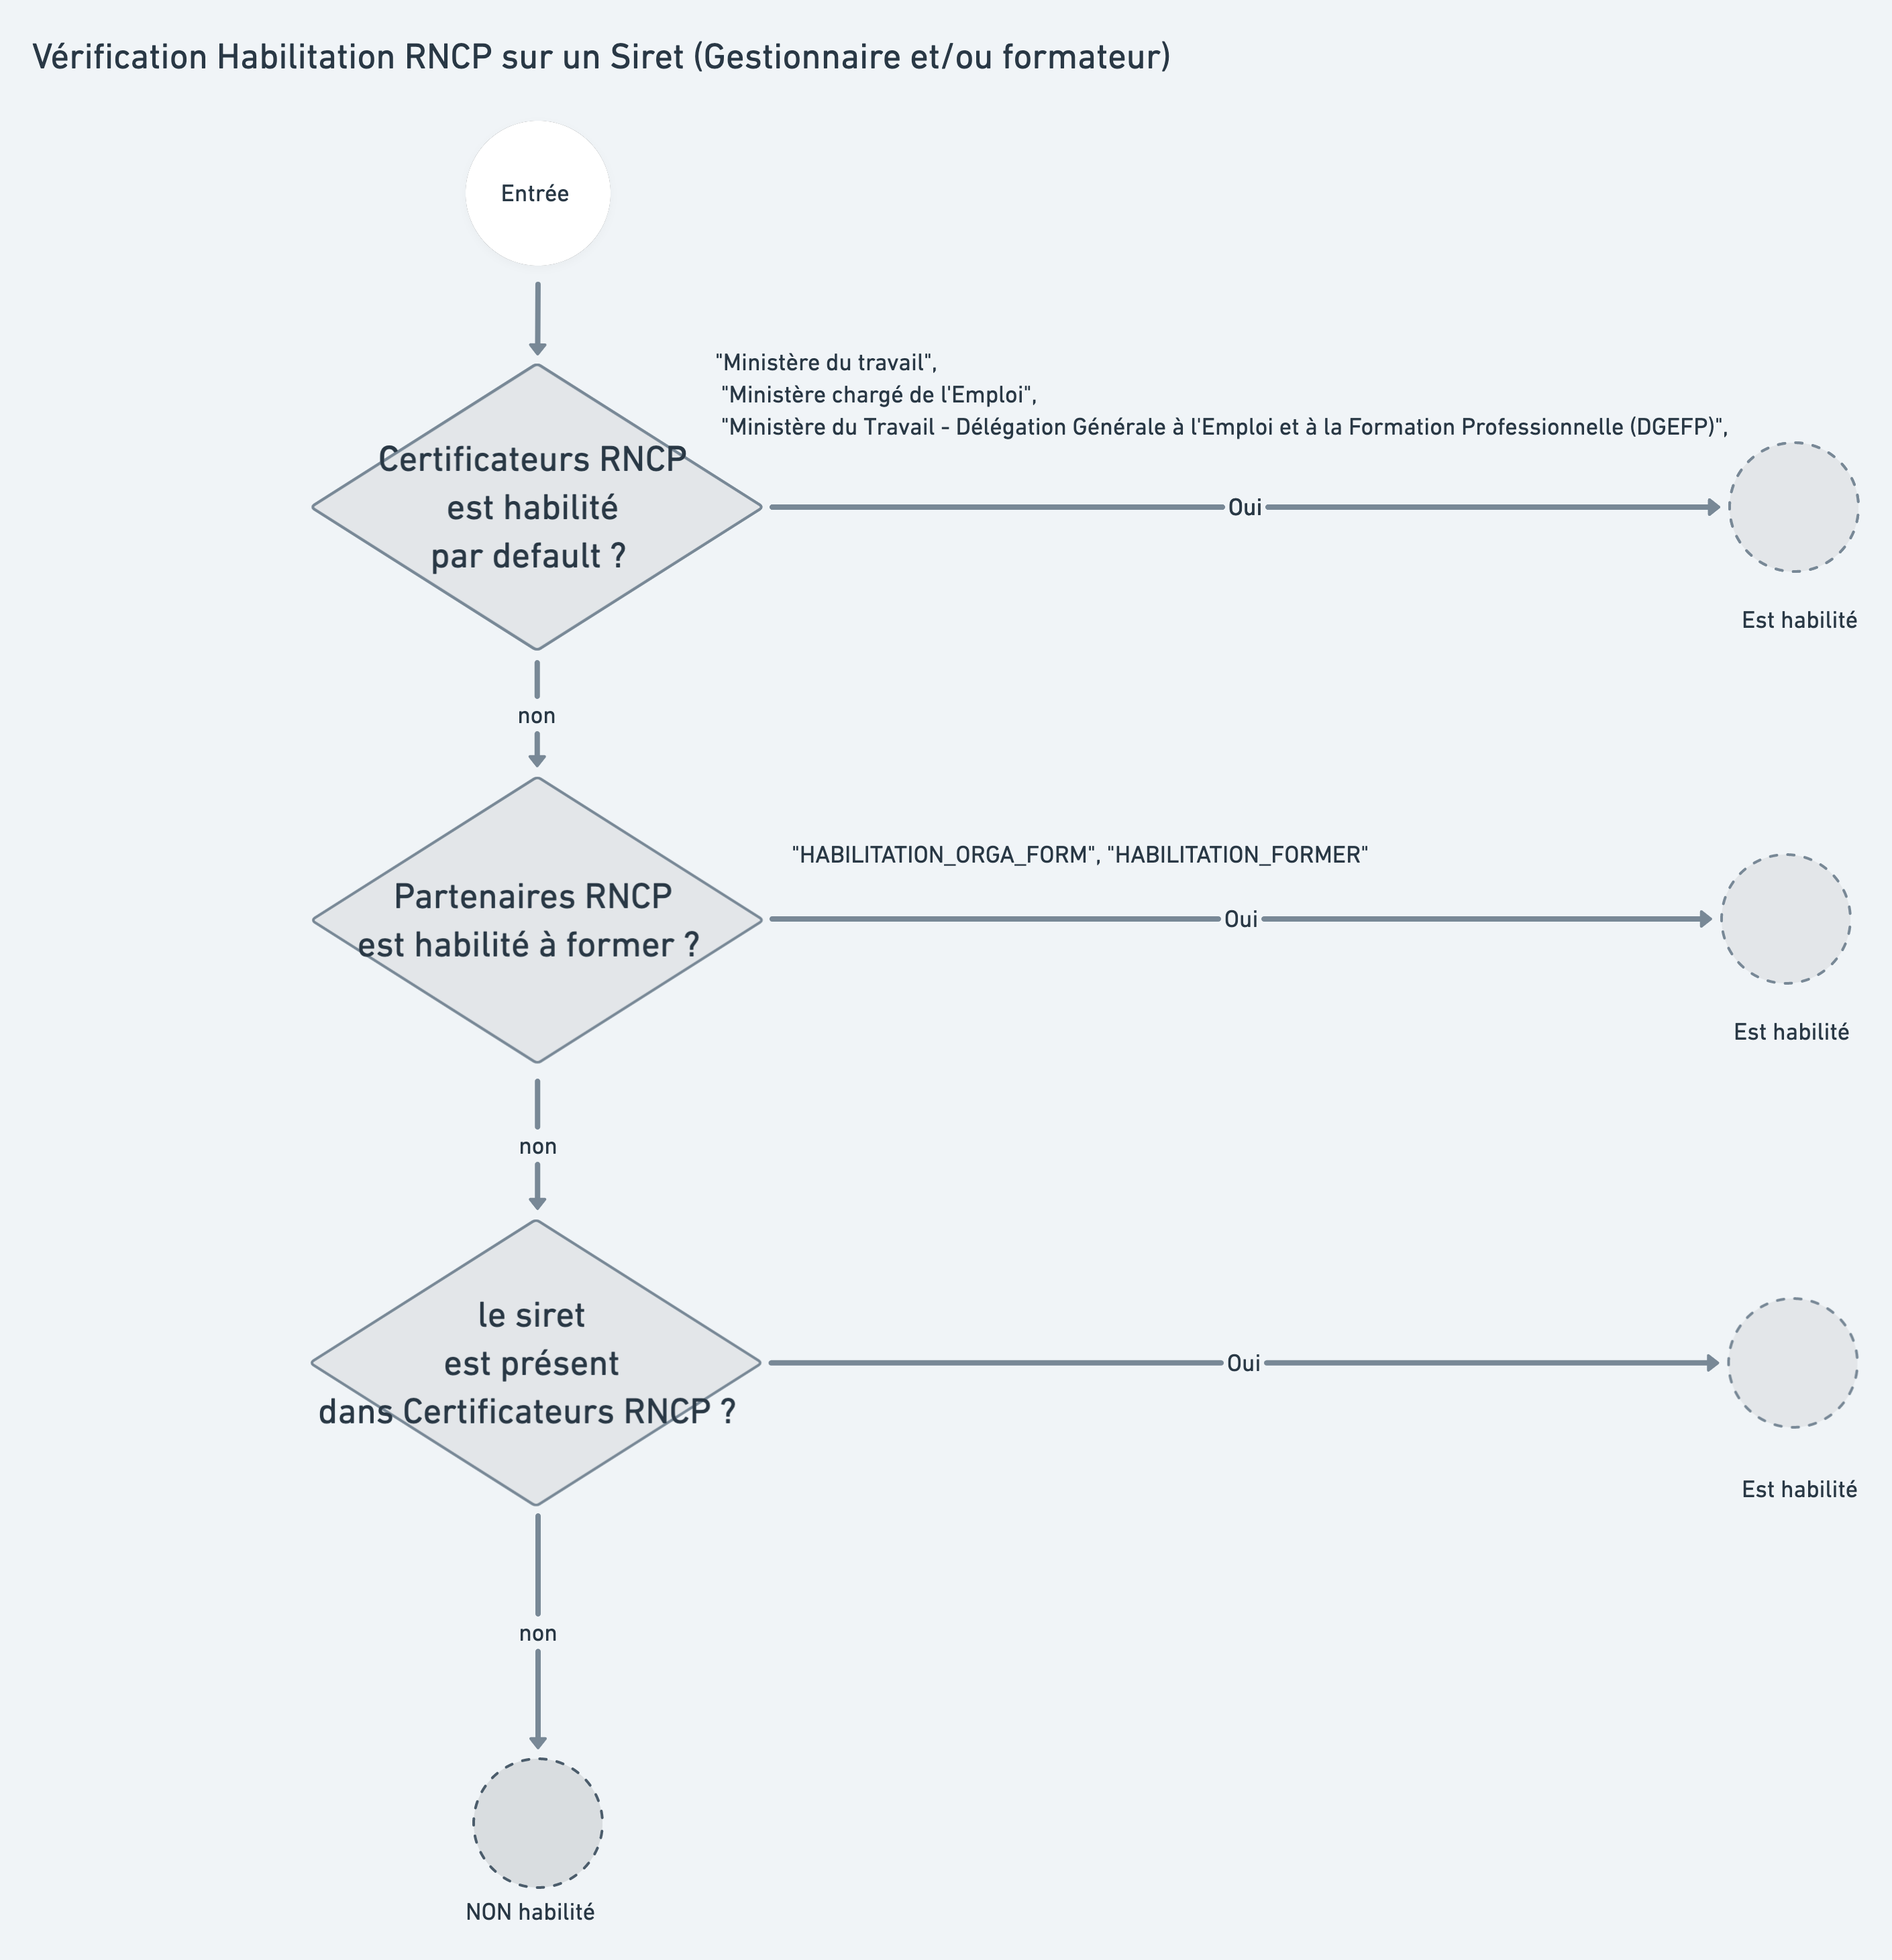 Vérification Habilitation RNCP sur un Siret (Gestionnaire et/ou formateur)
Entrée
"Ministère du travail",
"Ministère chargé de l'Emploi",
"Ministère du Travail - Délégation Générale à l'Emploi et à la Formation Professionnelle (DGEFP)",
Certificateurs RNCP
est habilité
par default ?
Oui
Est habilité
non
"HABILITATION_ORGA_FORM", "HABILITATION_FORMER"
Partenaires RNCP
est habilité à former ?
Oui
Est habilité
non
le siret
est présent
dans Certificateurs RNCP ?
Oui
Est habilité
non
NON habilité